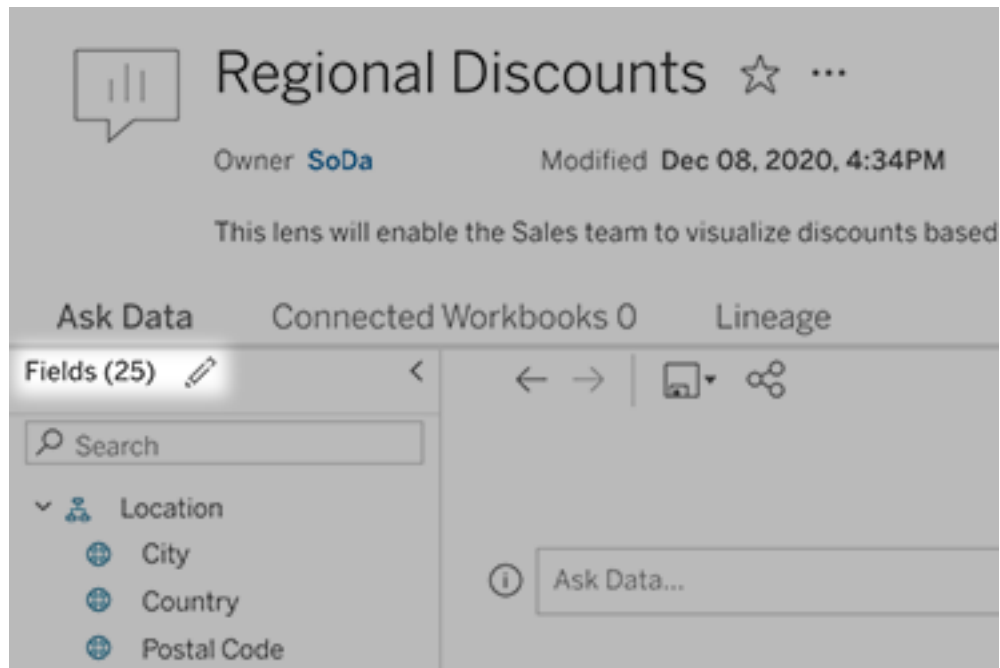 Regional Discounts
Owner SoDa Modified Dec 08, 2020, 4:34PM
This lens will enable the Sales team to visualize discounts based
Ask Data Connected Workbooks 0 Lineage
Fields (25)
Search
Location
City
Ask Data...
Country
Postal Code